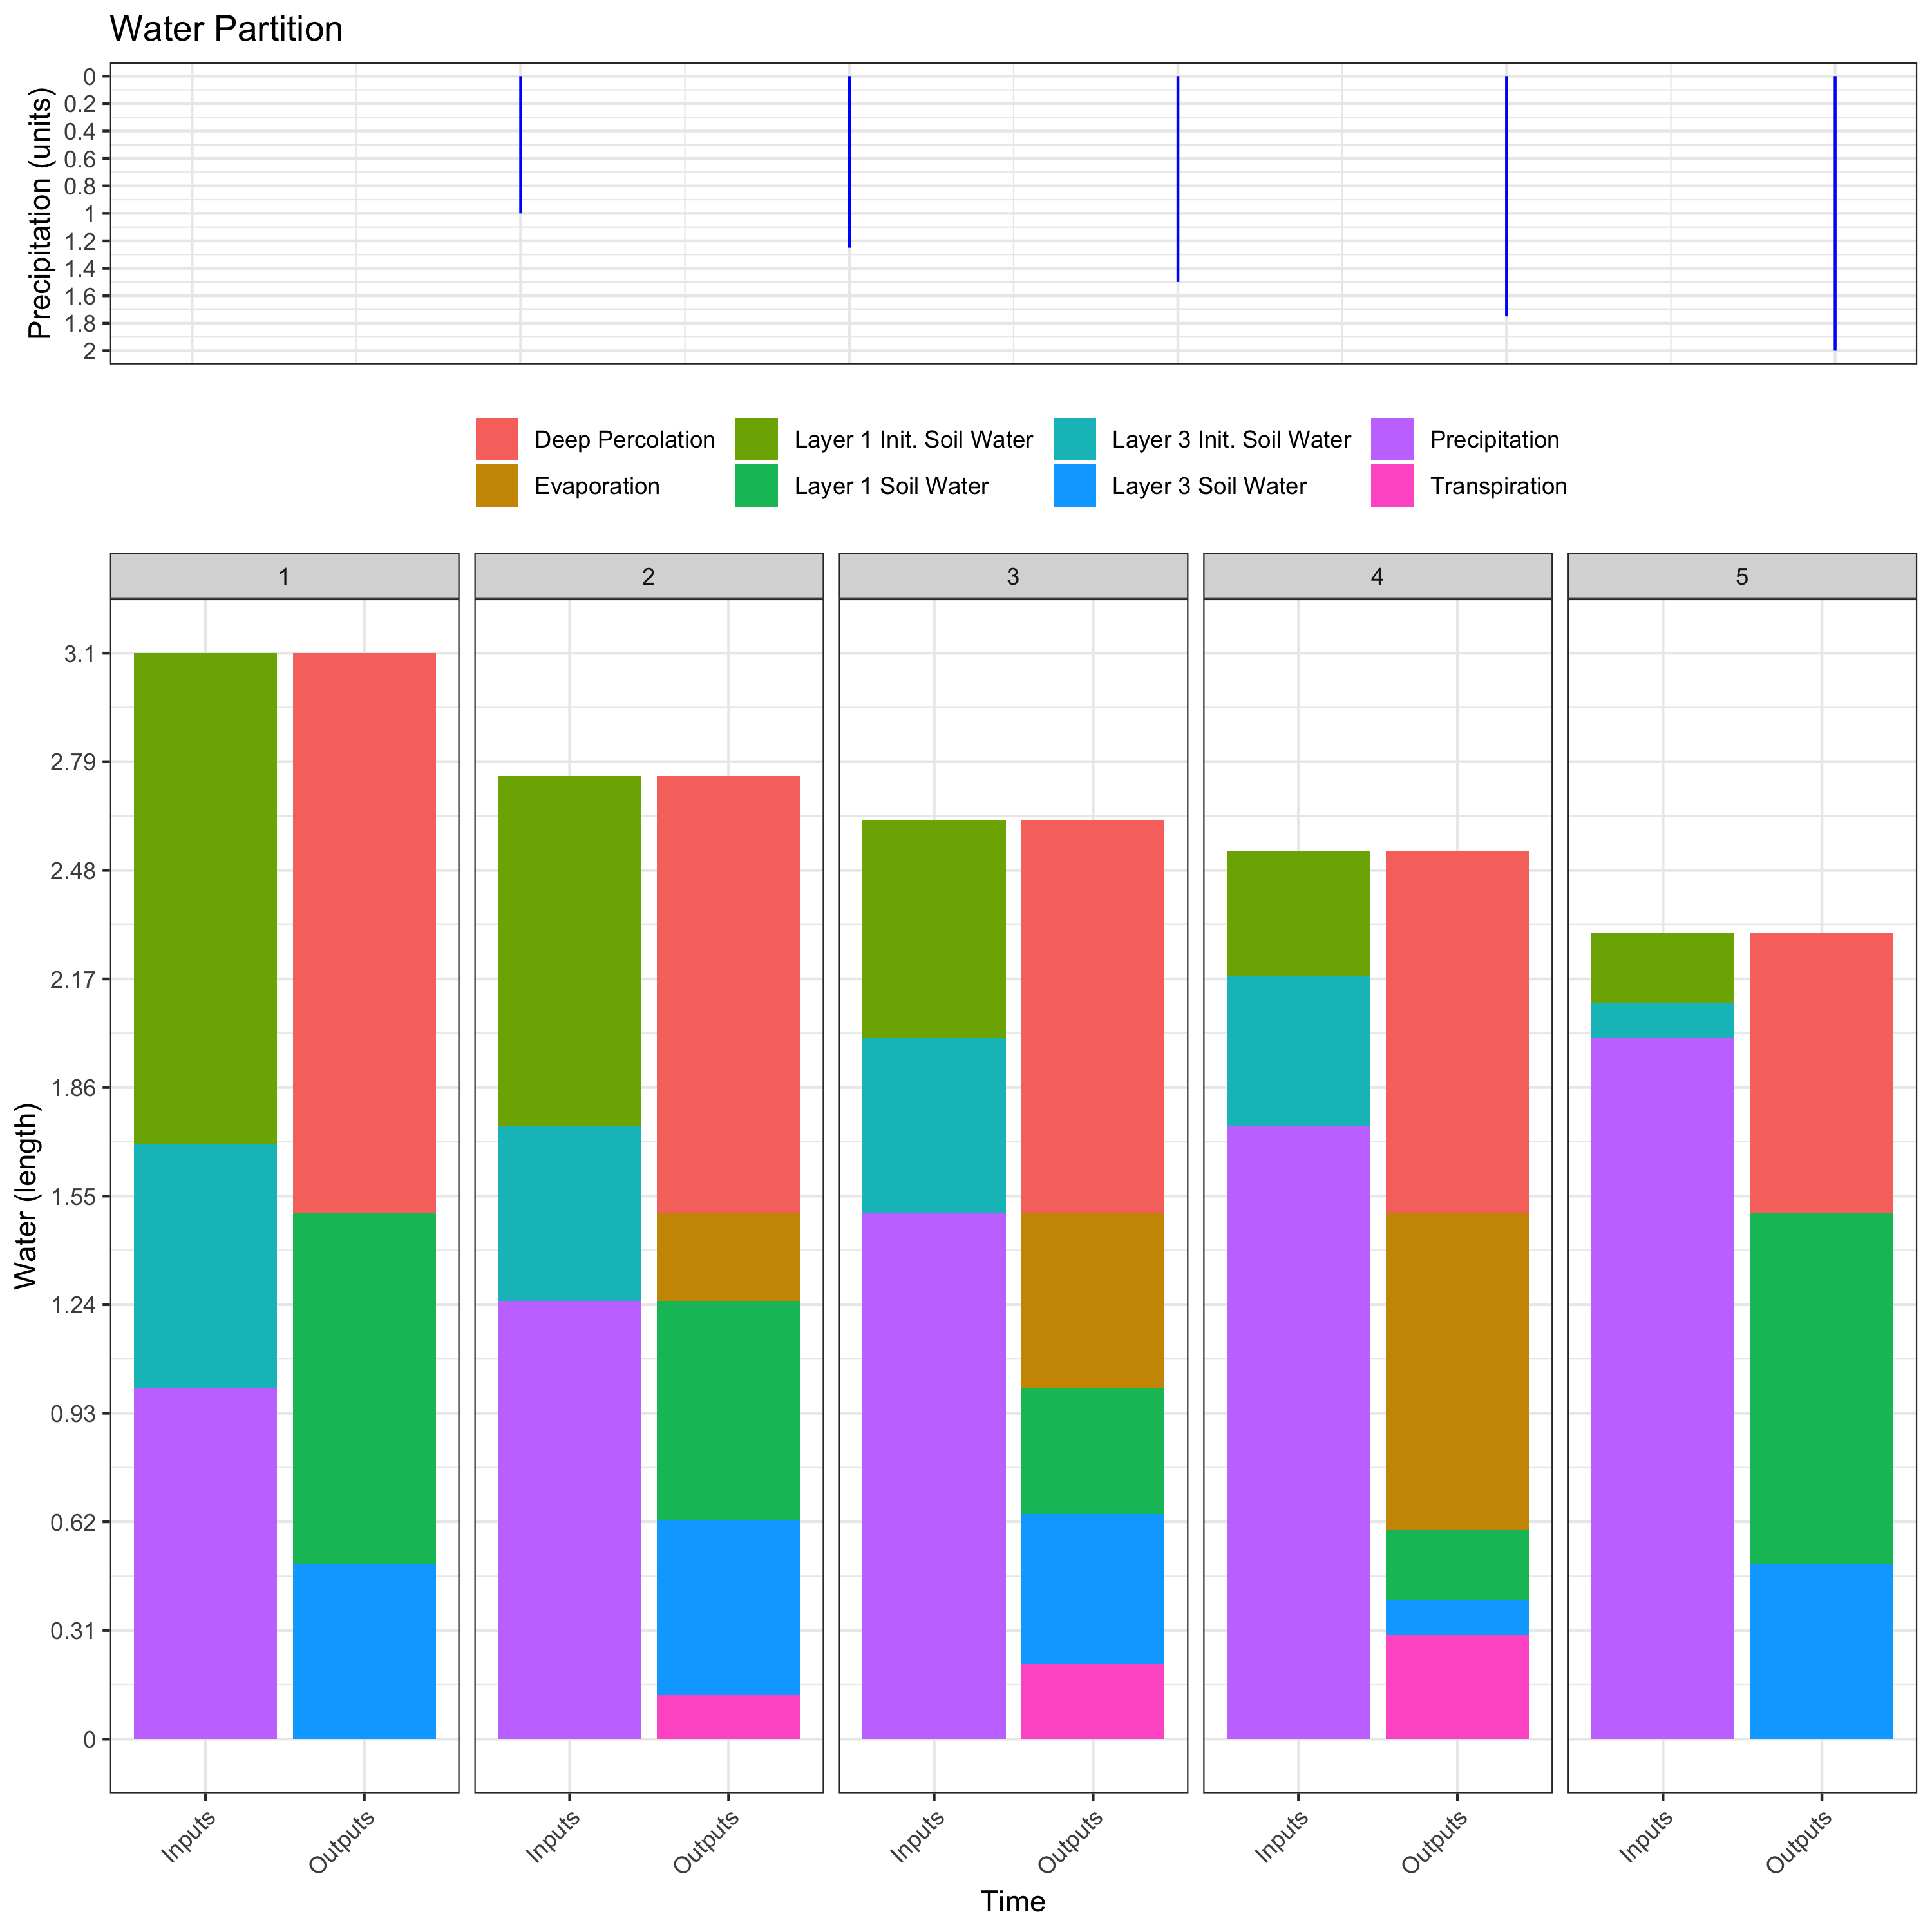 Water Partition
Precipitation (units)
0
0.2
0.4
0.6
0.8
1
1.2
1.4
1.6
1.8
2
Deep Percolation Layer 1 Init. Soil Water Layer 3 Init. Soil Water Precipitation
Evaporation Layer 1 Soil Water Layer 3 Soil Water Transpiration
1 2 3 4 5
Water (length)
3.1
2.79
2.48
2.17
1.86
1.55
1.24
0.93
0.62
0.31
0
Inputs Outputs Inputs Outputs Inputs Outputs Inputs Outputs Inputs Outputs
Time